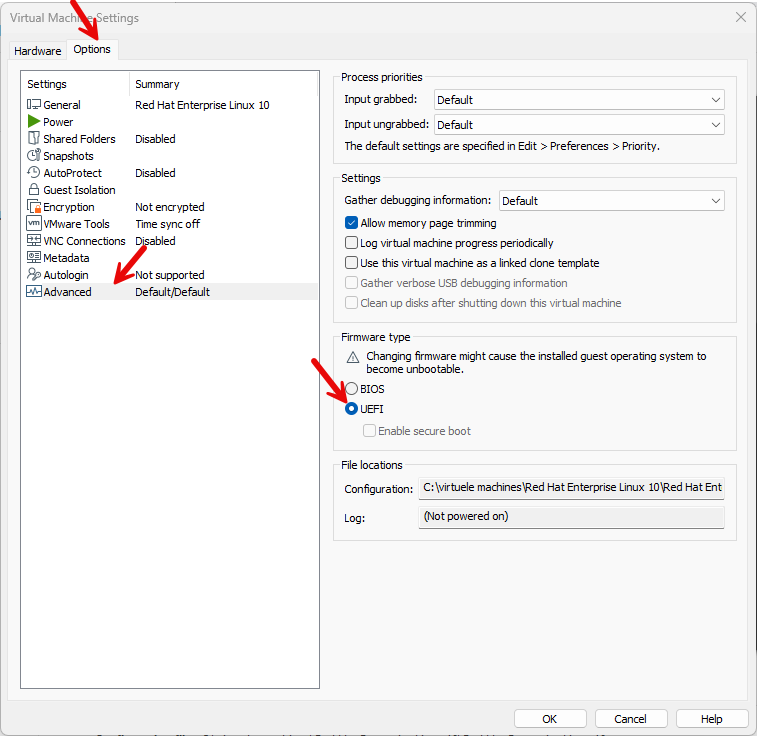 Virtual Machine Settings
Hardware
Options
Settings Summary
General Red Hat Enterprise Linux 10
Power
Shared Folders Disabled
Snapshots
AutoProtect Disabled
Guest Isolation
Encryption Not encrypted
vm VMware Tools Time sync off
VNC Connections Disabled
Metadata
Autologin Not supported
Advanced Default/Default
Process priorities
Input grabbed: Default
Input ungrabbed: Default
The default settings are specified in Edit > Preferences > Priority.
Settings
Gather debugging information: Default
Allow memory page trimming
Log virtual machine progress periodically
Use this virtual machine as a linked clone template
Gather verbose USB debugging information
Clean up disks after shutting down this virtual machine
Firmware type
Changing firmware might cause the installed guest operating system to
become unbootable.
BIOS
UEFI
Enable secure boot
File locations
Configuration: C:\virtuele machines\Red Hat Enterprise Linux 10\Red Hat Ent
Log: (Not powered on)
OK Cancel Help